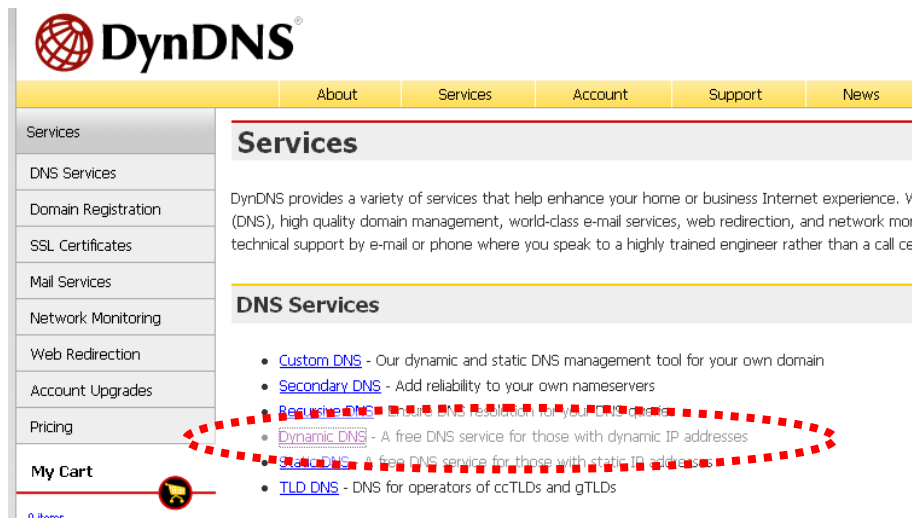 DynDNS®
About Services Account Support News
Services
DNS Services
Domain Registration
SSL Certificates
Mail Services
Network Monitoring
Web Redirection
Account Upgrades
Pricing
My Cart
0 items
Services
DynDNS provides a variety of services that help enhance your home or business Internet experience.
(DNS), high quality domain management, world-class e-mail services, web redirection, and network
technical support by e-mail or phone where you speak to a highly trained engineer rather than a call
DNS Services
• Custom DNS - Our dynamic and static DNS management tool for your own domain
• Secondary DNS - Add reliability to your own nameservers
• Recursive DNS - Ensure DNS resolution for your DNS queries
• Dynamic DNS - A free DNS service for those with dynamic IP addresses
• Static DNS - A free DNS service for those with static IP addresses
• TLD DNS - DNS for operators of ccTLDs and gTLDs